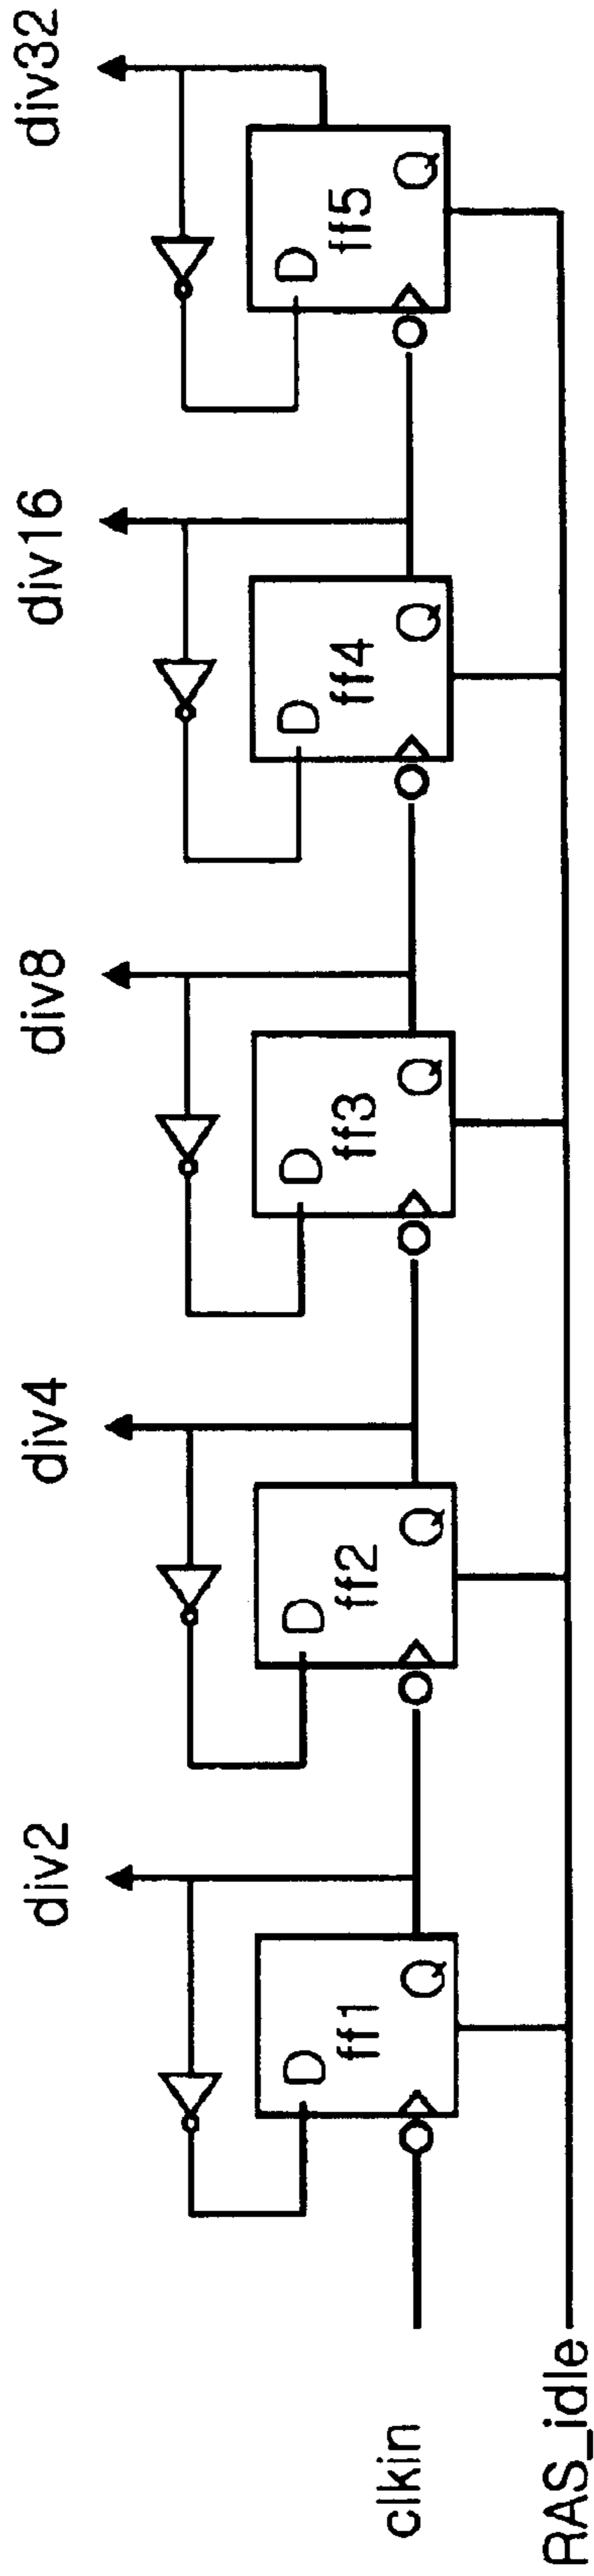 div2 div4 div8 div16 div32
D D D D D
ff1 ff2 ff3 ff4 ff5
Q Q Q Q Q
clkin
RAS_idle